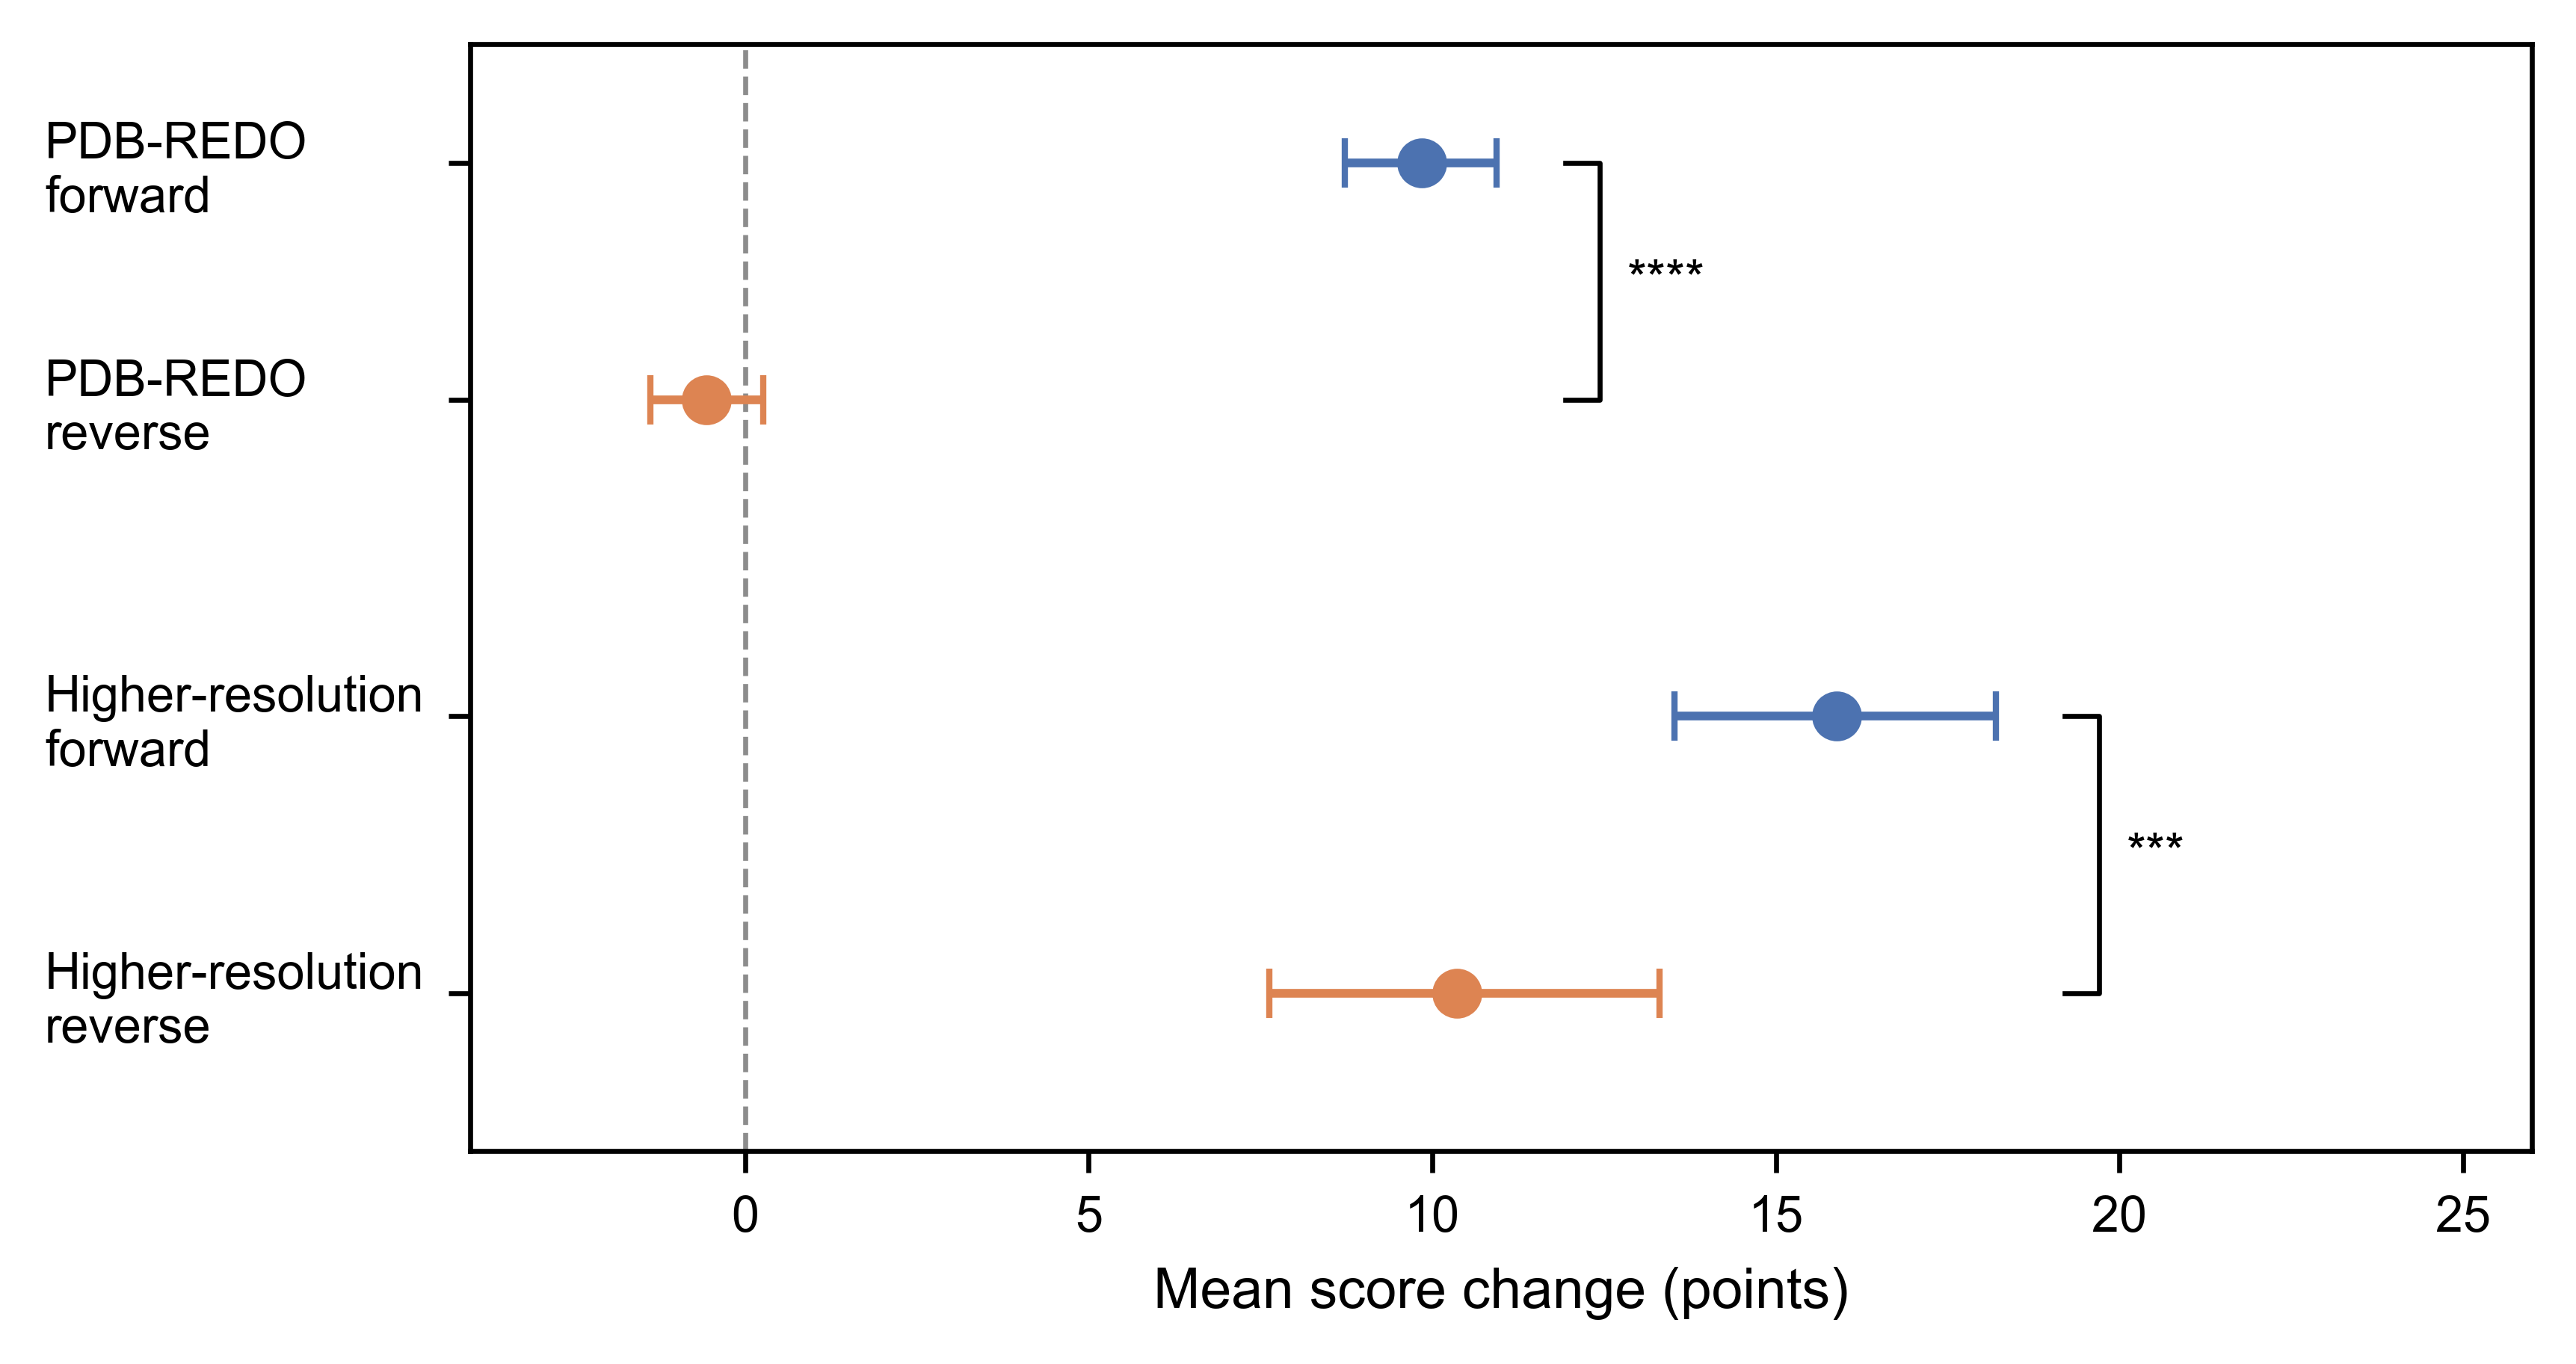 PDB-REDO
forward
****
PDB-REDO
reverse
Higher-resolution
forward
***
Higher-resolution
reverse
0 5 10 15 20 25
Mean score change (points)